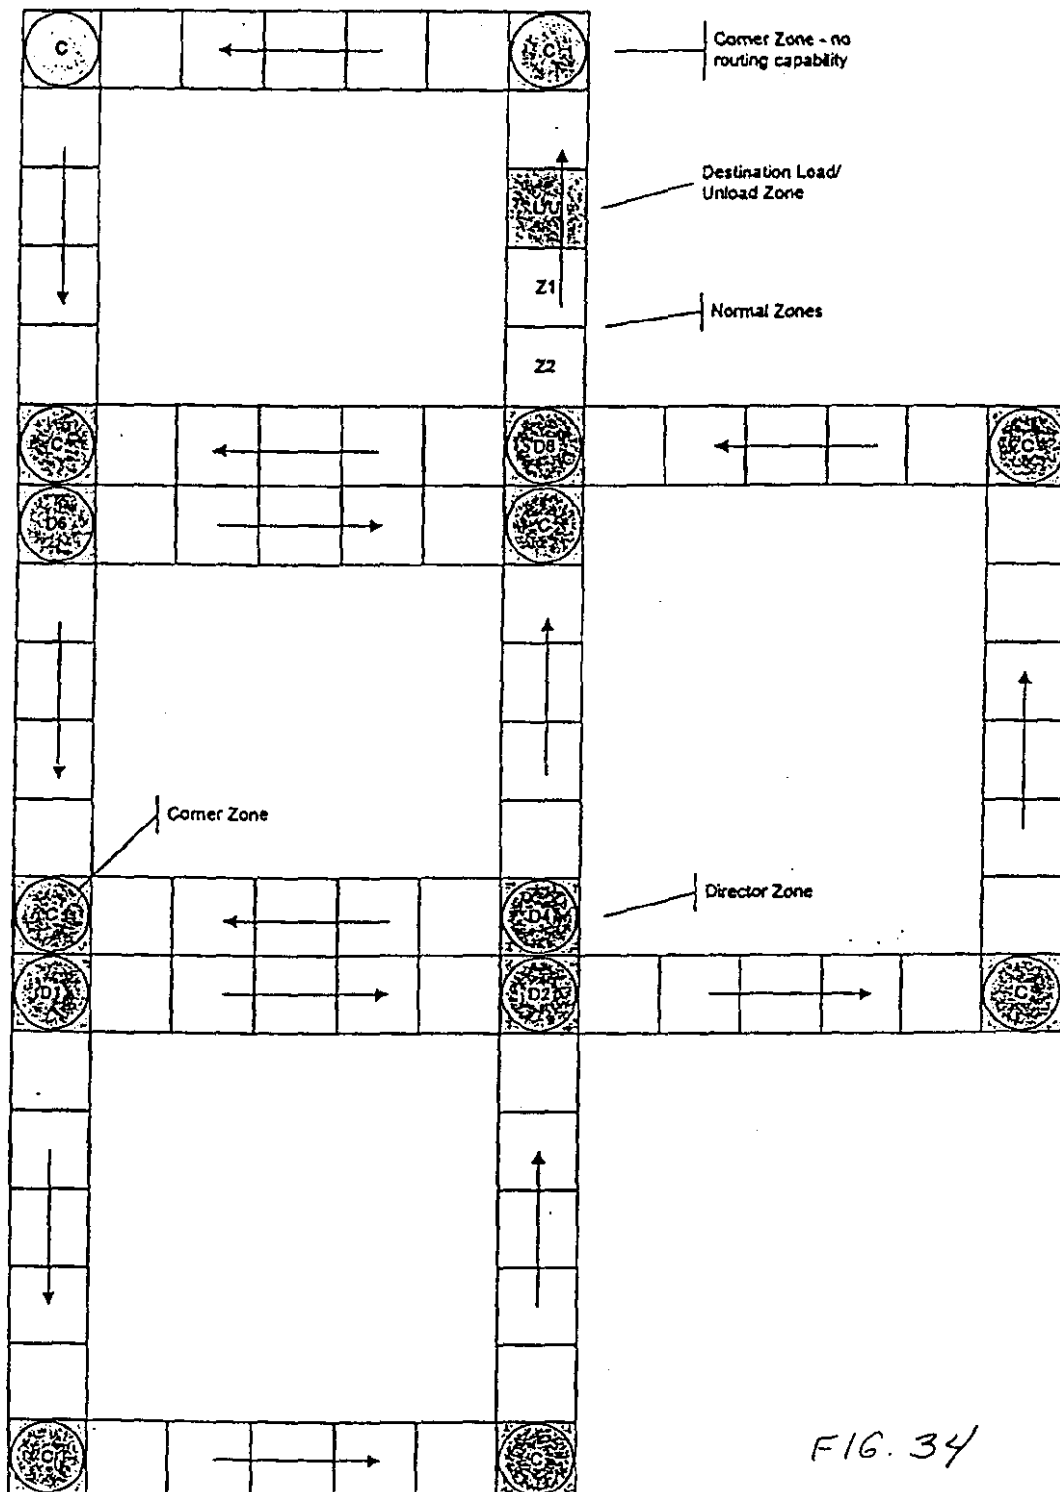 C
C
Corner Zone - no
routing capability
Destination Load/
Unload Zone
Z1
Normal Zones
Z2
C
D8
C
D6
C
Corner Zone
C
D4
Director Zone
D1
D2
C
C
C
FIG. 34